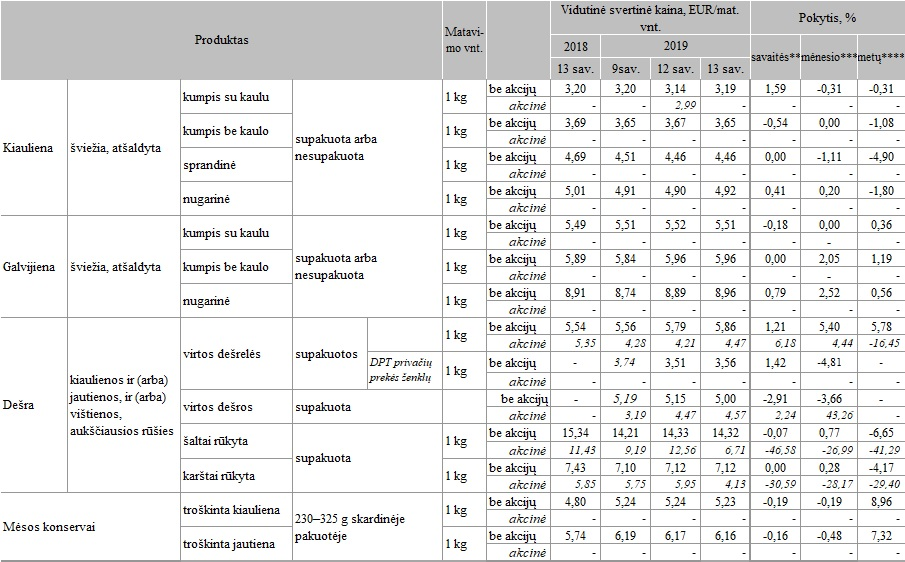 Produktas Matavi- Vidutinė svertinė kaina, EUR/mat. Pokytis, %
mo vnt. vnt.
2018 2019 savaitės** mėnesio*** metų****
13 sav. 9sav. 12 sav. 13 sav.
Kiauliena šviežia, atšaldyta kumpis su kaulu supakuota arba nesupakuota 1 kg be akcijų 3,20 3,20 3,14 3,19 1,59 -0,31 -0,31
akcinė - - 2,99 - - - -
kumpis be kaulo 1 kg be akcijų 3,69 3,65 3,67 3,65 -0,54 0,00 -1,08
akcinė - - - - - - -
sprandinė 1 kg be akcijų 4,69 4,51 4,46 4,46 0,00 -1,11 -4,90
akcinė - - - - - - -
nugarinė 1 kg be akcijų 5,01 4,91 4,90 4,92 0,41 0,20 -1,80
akcinė - - - - - - -
Galvijiena šviežia, atšaldyta kumpis su kaulu supakuota arba nesupakuota 1 kg be akcijų 5,49 5,51 5,52 5,51 -0,18 0,00 0,36
akcinė - - - - - - -
kumpis be kaulo 1 kg be akcijų 5,89 5,84 5,96 5,96 0,00 2,05 1,19
akcinė - - - - - - -
nugarinė 1 kg be akcijų 8,91 8,74 8,89 8,96 0,79 2,52 0,56
akcinė - - - - - - -
Dešra kiaulienos ir (arba) jautienos, ir (arba) vištienos, aukščiausios rūšies virtos dešrelės supakuotos 1 kg be akcijų 5,54 5,56 5,79 5,86 1,21 5,40 5,78
akcinė 5,35 4,28 4,21 4,47 6,18 4,44 -16,45
DPT privačių prekės ženklų 1 kg be akcijų - 3,74 3,51 3,56 1,42 -4,81 -
akcinė - - - - - - -
virtos dešros supakuota be akcijų - 5,19 5,15 5,00 -2,91 -3,66 -
akcinė - 3,19 4,47 4,57 2,24 43,26 -
šaltai rūkyta supakuota 1 kg be akcijų 15,34 14,21 14,33 14,32 -0,07 0,77 -6,65
akcinė 11,43 9,19 12,56 6,71 -46,58 -26,99 -41,29
karštai rūkyta 1 kg be akcijų 7,43 7,10 7,12 7,12 0,00 0,28 -4,17
akcinė 5,85 5,75 5,95 4,13 -30,59 -28,17 -29,40
Mėsos konservai troškinta kiauliena 230–325 g skardinėje pakuotėje 1 kg be akcijų 4,80 5,24 5,24 5,23 -0,19 -0,19 8,96
akcinė - - - - - - -
troškinta jautiena 1 kg be akcijų 5,74 6,19 6,17 6,16 -0,16 -0,48 7,32
akcinė - - - - - - -